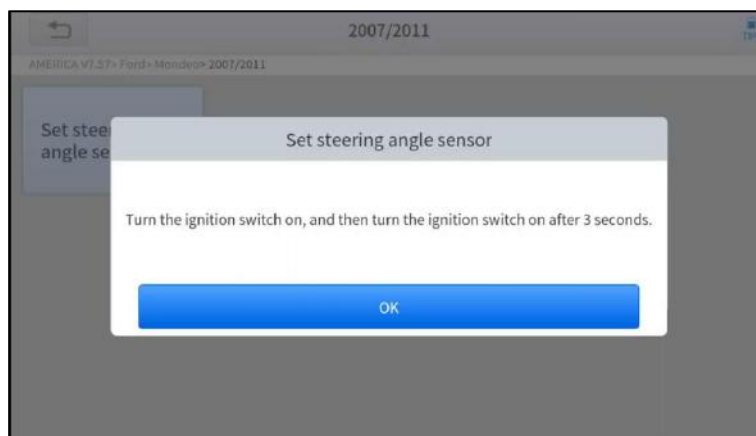 2007/2011
AMERICA V7.57> Ford> Mondeo> 2007/2011
Set stee
angle se
Set steering angle sensor
Turn the ignition switch on, and then turn the ignition switch on after 3 seconds.
OK